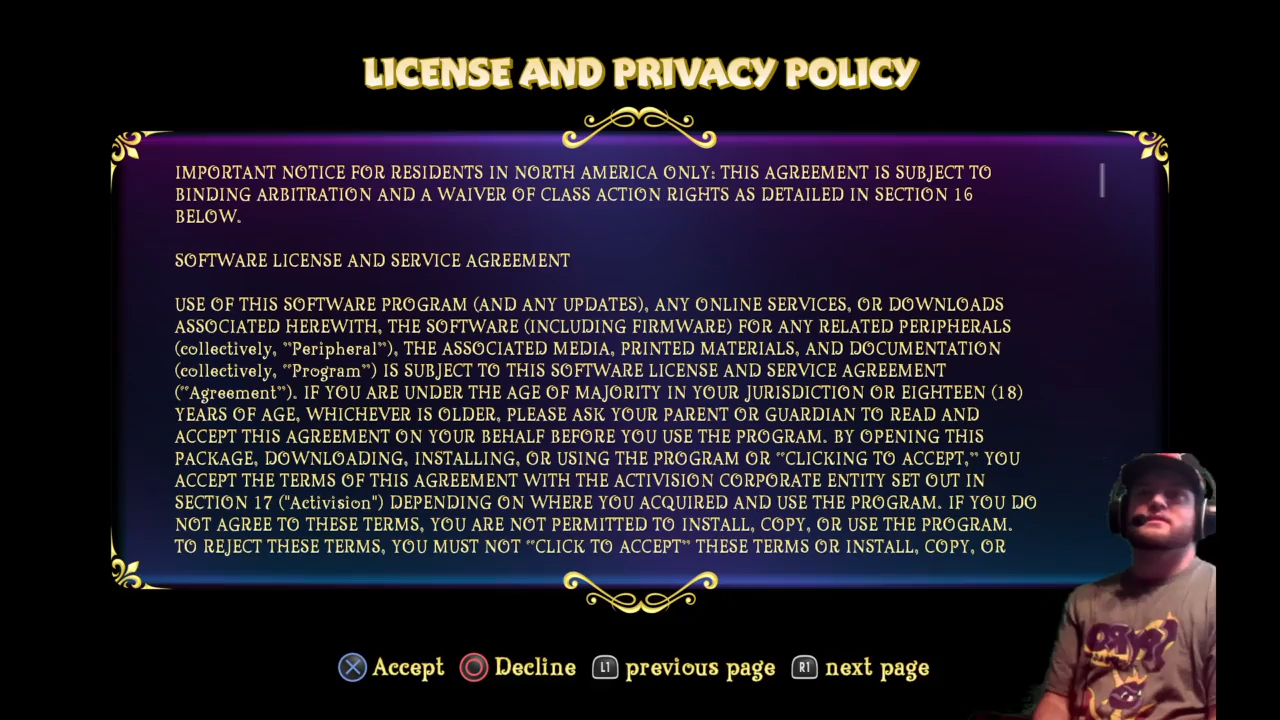 LICENSE AND PRIVACY POLICY
IMPORTANT NOTICE FOR RESIDENTS IN NORTH AMERICA ONLY: THIS AGREEMENT IS SUBJECT TO
BINDING ARBITRATION AND A WAIVER OF CLASS ACTION RIGHTS AS DETAILED IN SECTION 16
BELOW.
SOFTWARE LICENSE AND SERVICE AGREEMENT
USE OF THIS SOFTWARE PROGRAM (AND ANY UPDATES), ANY ONLINE SERVICES, OR DOWNLOADS
ASSOCIATED HEREWITH, THE SOFTWARE (INCLUDING FIRMWARE) FOR ANY RELATED PERIPHERALS
(collectively, "Peripheral"), THE ASSOCIATED MEDIA, PRINTED MATERIALS, AND DOCUMENTATION
(collectively, "Program") IS SUBJECT TO THIS SOFTWARE LICENSE AND SERVICE AGREEMENT
("Agreement"). IF YOU ARE UNDER THE AGE OF MAJORITY IN YOUR JURISDICTION OR EIGHTEEN (18)
YEARS OF AGE, WHICHEVER IS OLDER, PLEASE ASK YOUR PARENT OR GUARDIAN TO READ AND
ACCEPT THIS AGREEMENT ON YOUR BEHALF BEFORE YOU USE THE PROGRAM. BY OPENING THIS
PACKAGE, DOWNLOADING, INSTALLING, OR USING THE PROGRAM OR "CLICKING TO ACCEPT," YOU
ACCEPT THE TERMS OF THIS AGREEMENT WITH THE ACTIVISION CORPORATE ENTITY SET OUT IN
SECTION 17 ("Activision") DEPENDING ON WHERE YOU ACQUIRED AND USE THE PROGRAM. IF YOU DO
NOT AGREE TO THESE TERMS, YOU ARE NOT PERMITTED TO INSTALL, COPY, OR USE THE PROGRAM.
TO REJECT THESE TERMS, YOU MUST NOT "CLICK TO ACCEPT" THESE TERMS OR INSTALL, COPY, OR
Accept Decline L1 previous page R1 next page